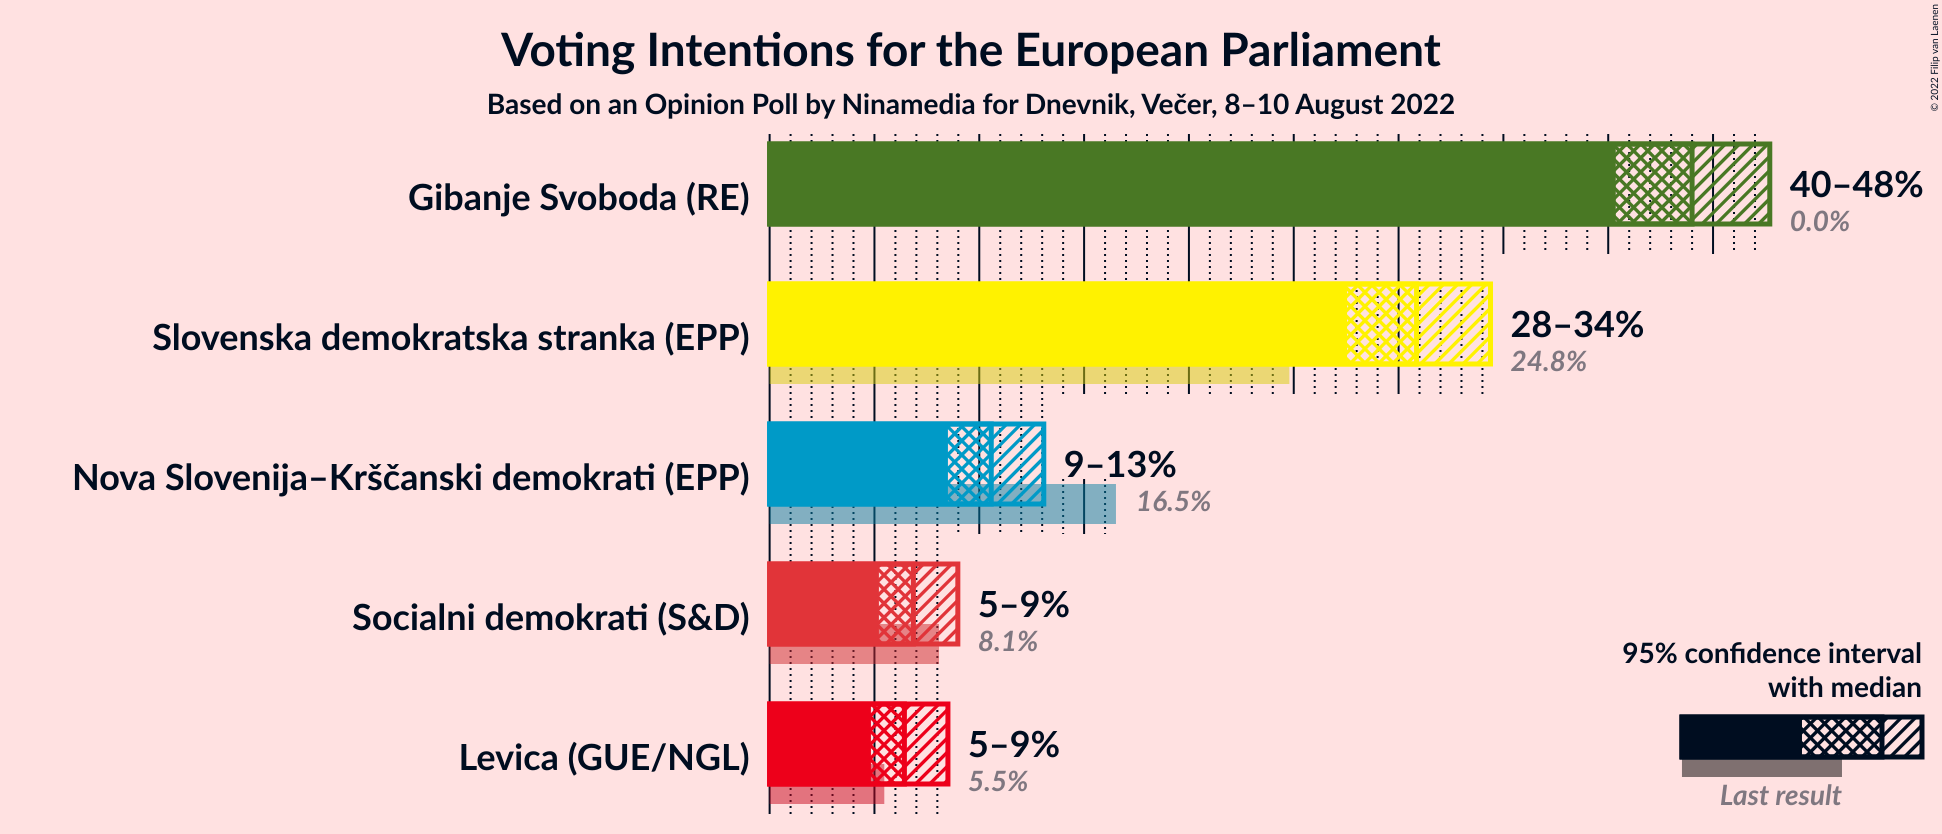 Voting Intentions for the European Parliament
Based on an Opinion Poll by Ninamedia for Dnevnik, Večer, 8–10 August 2022
© 2022 Filip van Laenen
Gibanje Svoboda (RE)
40–48%
0.0%
Slovenska demokratska stranka (EPP)
28–34%
24.8%
Nova Slovenija–Krščanski demokrati (EPP)
9–13%
16.5%
Socialni demokrati (S&D)
5–9%
8.1%
Levica (GUE/NGL)
5–9%
5.5%
95% confidence interval
with median
Last result